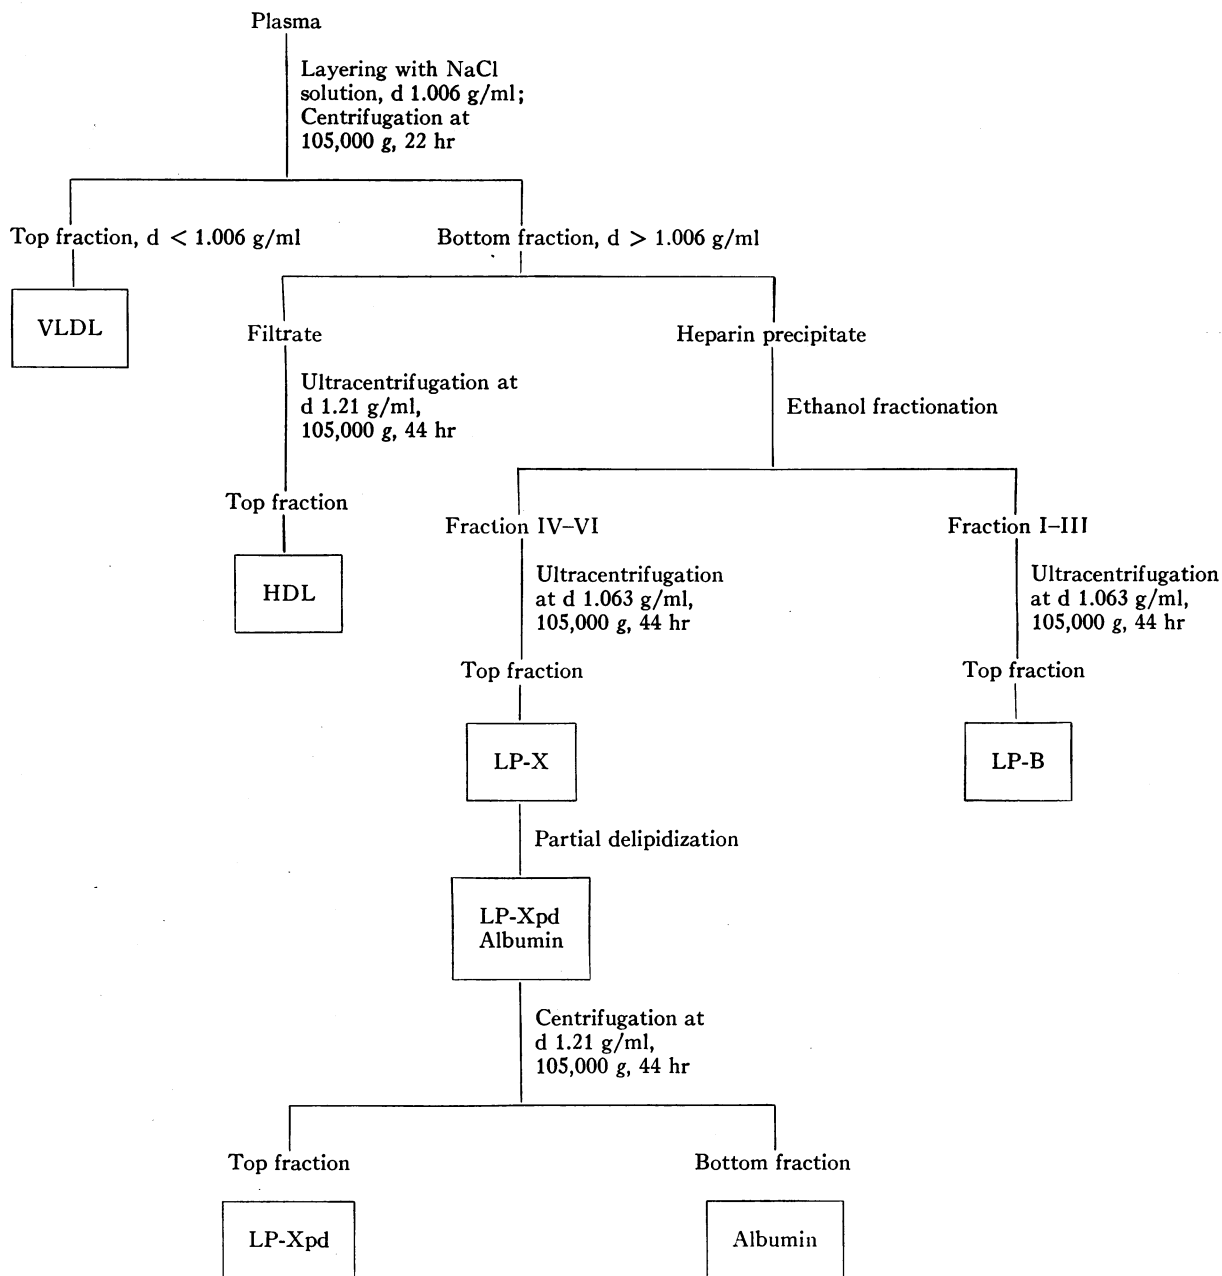 Plasma
Layering with NaCl
solution, d 1.006 g/ml;
Centrifugation at
105,000 g, 22 hr
Top fraction, d < 1.006 g/ml
Bottom fraction, d > 1.006 g/ml
VLDL
Filtrate
Heparin precipitate
Ultracentrifugation at
d 1.21 g/ml,
105,000 g, 44 hr
Ethanol fractionation
Top fraction
Fraction IV–VI
Fraction I–III
HDL
Ultracentrifugation
at d 1.063 g/ml,
105,000 g, 44 hr
Ultracentrifugation
at d 1.063 g/ml,
105,000 g, 44 hr
Top fraction
Top fraction
LP-X
LP-B
Partial delipidization
LP-Xpd
Albumin
Centrifugation at
d 1.21 g/ml,
105,000 g, 44 hr
Top fraction
Bottom fraction
LP-Xpd
Albumin